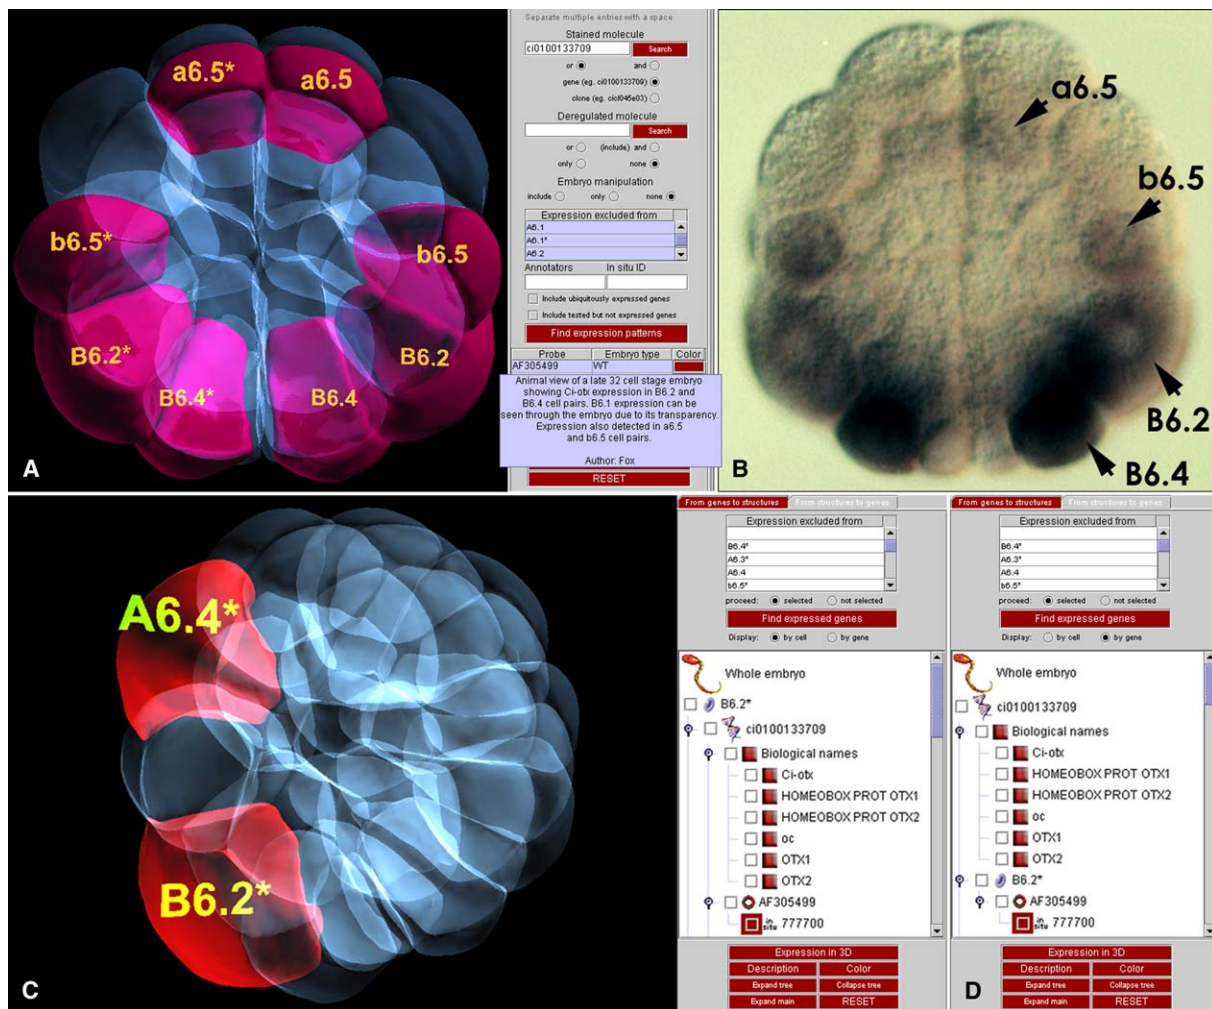 a6.5*
a6.5
b6.5*
b6.5
B6.2*
B6.2
B6.4*
B6.4
A
Separate multiple entries with a space
Stained molecule
ci0100133709
Search
or
and
gene (eg. ci0100133709)
clone (eg. cicl046e03)
Deregulated molecule
Search
or
(include) and
only
none
Embryo manipulation
include
only
none
Expression excluded from
A6.1
A6.1*
A6.2
Annotators
In situ ID
Include ubiquitously expressed genes
Include tested but not expressed genes
Find expression patterns
Probe
Embryo type
Color
AF305499
WT
Animal view of a late 32 cell stage embryo
showing Ci-otx expression in B6.2 and
B6.4 cell pairs. B6.1 expression can be
seen through the embryo due to its transparency.
Expression also detected in a6.5
and b6.5 cell pairs.
Author: Fox
RESET
a6.5
b6.5
B6.2
B6.4
B
A6.4*
B6.2*
C
From genes to structures
From structures to genes
Expression excluded from
B6.4*
A6.3*
A6.4
b6.5*
proceed:
selected
not selected
Find expressed genes
Display:
by cell
by gene
Whole embryo
B6.2*
ci0100133709
Biological names
Ci-otx
HOMEOBOX PROT OTX1
HOMEOBOX PROT OTX2
oc
OTX1
OTX2
AF305499
in situ 777700
Expression in 3D
Description
Color
Expand tree
Collapse tree
Expand main
RESET
From genes to structures
From structures to genes
Expression excluded from
B6.4*
A6.3*
A6.4
b6.5*
proceed:
selected
not selected
Find expressed genes
Display:
by cell
by gene
Whole embryo
ci0100133709
Biological names
Ci-otx
HOMEOBOX PROT OTX1
HOMEOBOX PROT OTX2
oc
OTX1
OTX2
B6.2*
AF305499
in situ 777700
Expression in 3D
Description
Color
Expand tree
Collapse tree
Expand main
RESET
D